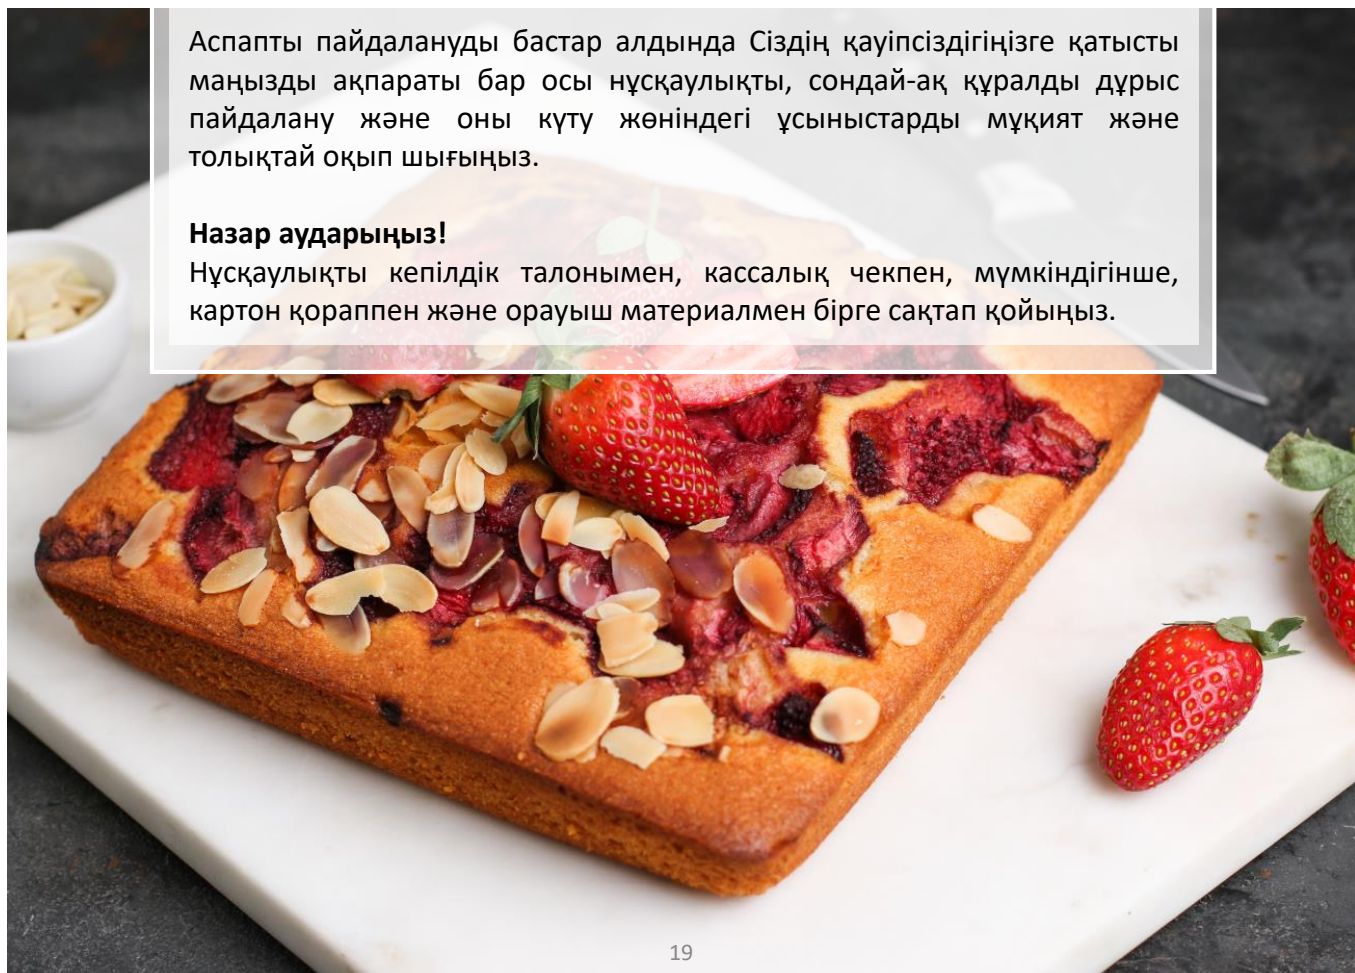 Аспапты пайдалануды бастар алдында Сіздің қауіпсіздігіңізге қатысты
маңызды ақпараты бар осы нұсқаулықты, сондай-ақ құралды дұрыс
пайдалану және оны күту жөніндегі ұсыныстарды мұқият және
толықтай оқып шығыңыз.
Назар аударыңыз!
Нұсқаулықты кепілдік талонымен, кассалық чекпен, мүмкіндігінше,
картон қораппен және орауыш материалмен бірге сақтап қойыңыз.
19